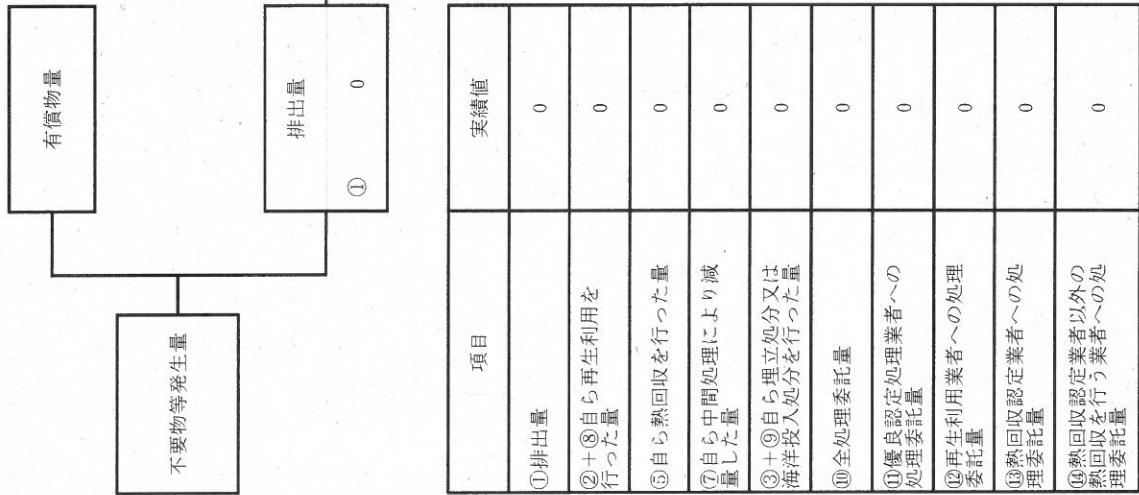 有償物量
不要物等発生量
排出量
① 0
項目 実績値
①排出量 0
②+⑧自ら再生利用を
行った量 0
⑤自ら熱回収を行った量 0
⑦自ら中間処理により減
量した量 0
③+⑨自ら埋立処分又は
海洋投入処分を行った量 0
⑩全処理委託量 0
⑪優良認定処理業者への
処理委託量 0
⑫再生利用業者への処理
委託量 0
⑬熱回収認定業者への処
理委託量 0
⑭熱回収認定業者以外の
熱回収を行う業者への処
理委託量 0